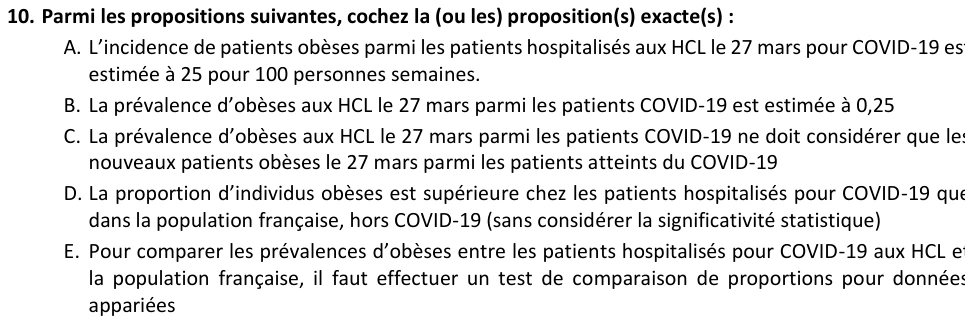 10. Parmi les propositions suivantes, cochez la (ou les) proposition(s) exacte(s) :
A. L’incidence de patients obèses parmi les patients hospitalisés aux HCL le 27 mars pour COVID-19 es
estimée à 25 pour 100 personnes semaines.
B. La prévalence d’obèses aux HCL le 27 mars parmi les patients COVID-19 est estimée à 0,25
C. La prévalence d’obèses aux HCL le 27 mars parmi les patients COVID-19 ne doit considérer que les
nouveaux patients obèses le 27 mars parmi les patients atteints du COVID-19
D. La proportion d’individus obèses est supérieure chez les patients hospitalisés pour COVID-19 que
dans la population française, hors COVID-19 (sans considérer la significativité statistique)
E. Pour comparer les prévalences d’obèses entre les patients hospitalisés pour COVID-19 aux HCL et
la population française, il faut effectuer un test de comparaison de proportions pour données
appariées